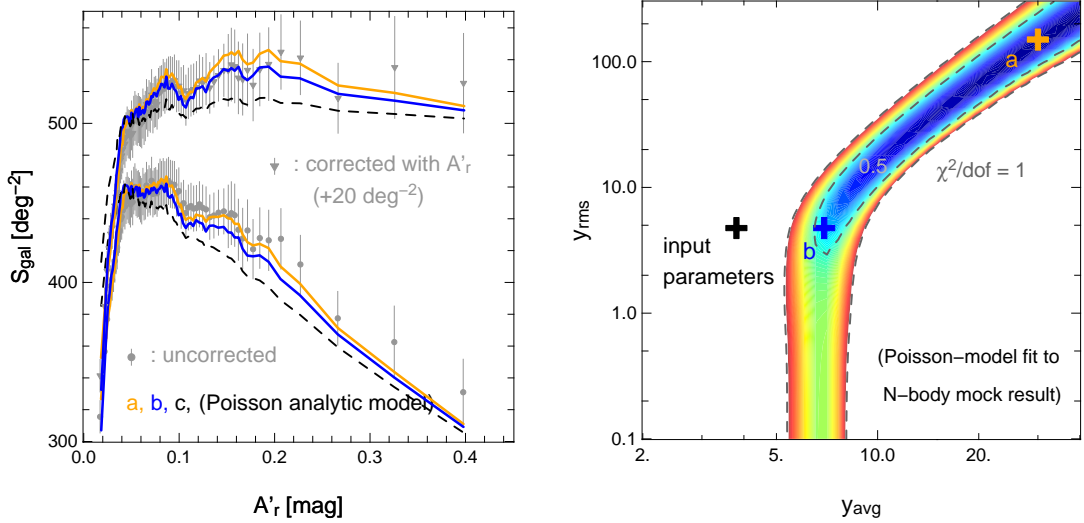 S_gal [deg⁻²]
500
400
300
0.0 0.1 0.2 0.3 0.4
A'_r [mag]
: corrected with A'_r
(+20 deg⁻²)
: uncorrected
a, b, c, (Poisson analytic model)
y_rms
100.0
10.0
1.0
0.1
2. 5. 10.0 20.
y_avg
a
0.5
χ²/dof = 1
b
input
parameters
(Poisson−model fit to
N−body mock result)